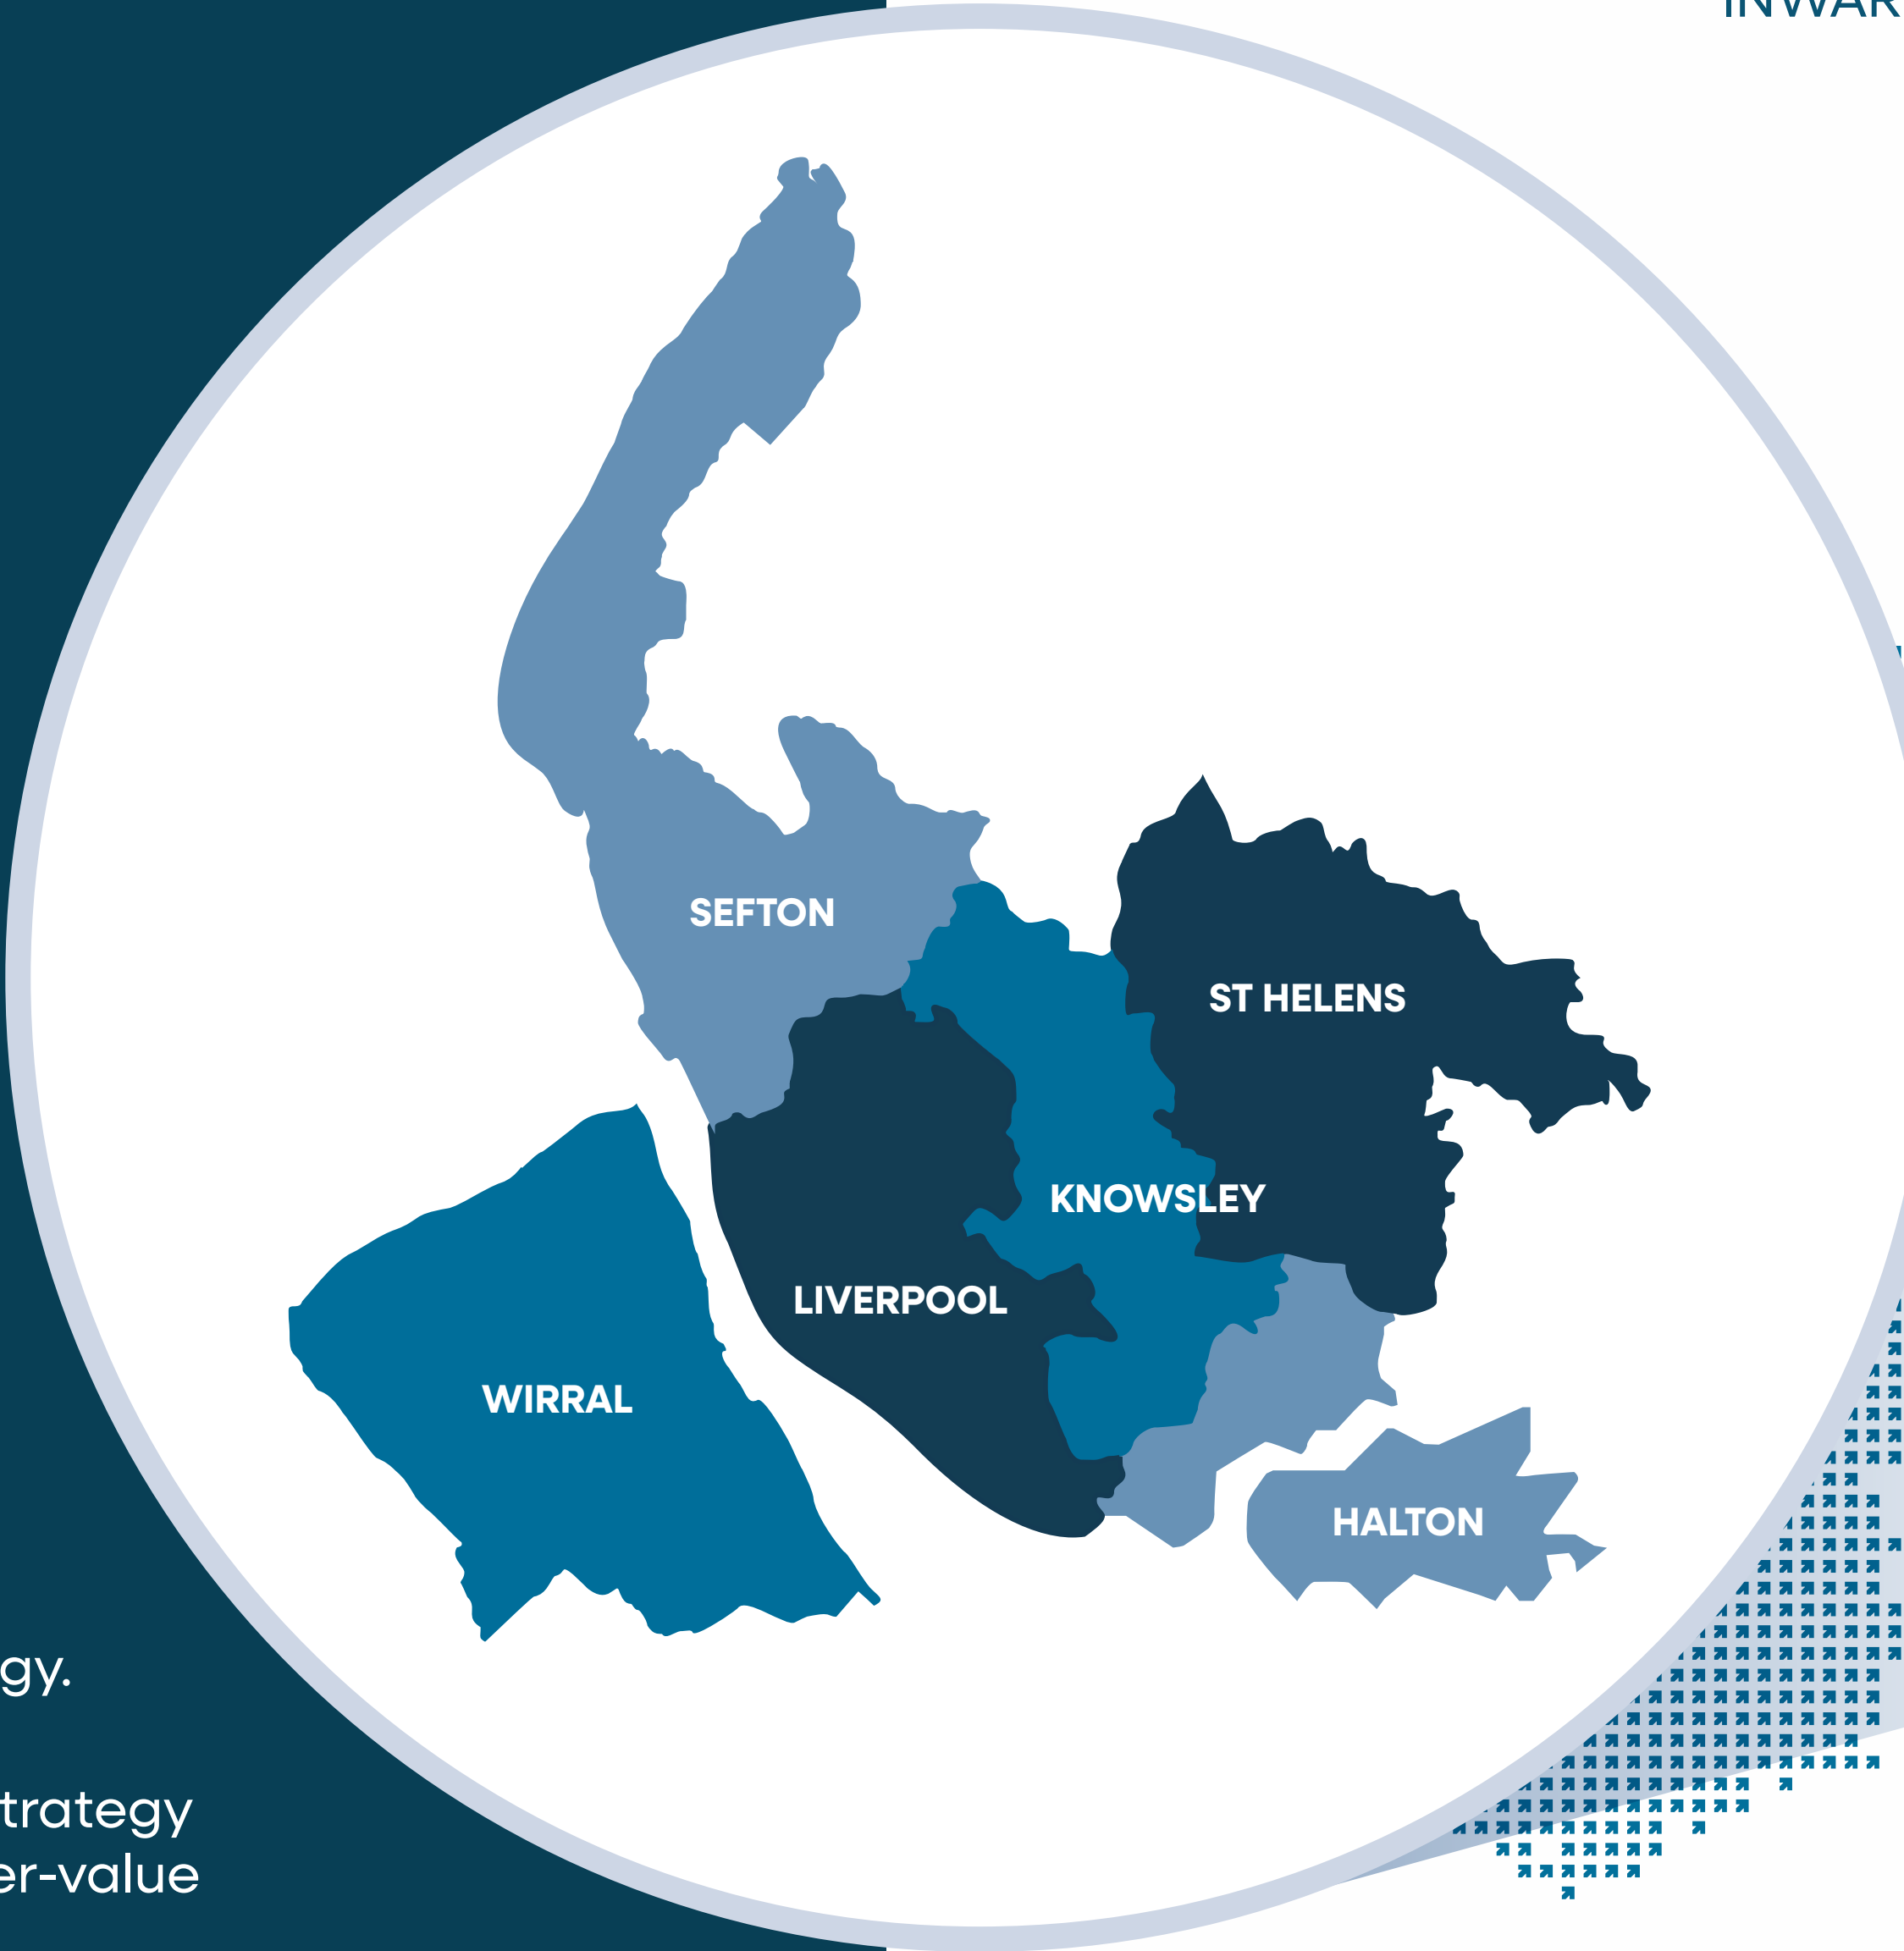 SEFTON
ST HELENS
KNOWSLEY
LIVERPOOL
WIRRAL
HALTON
gy.
trategy
er-value